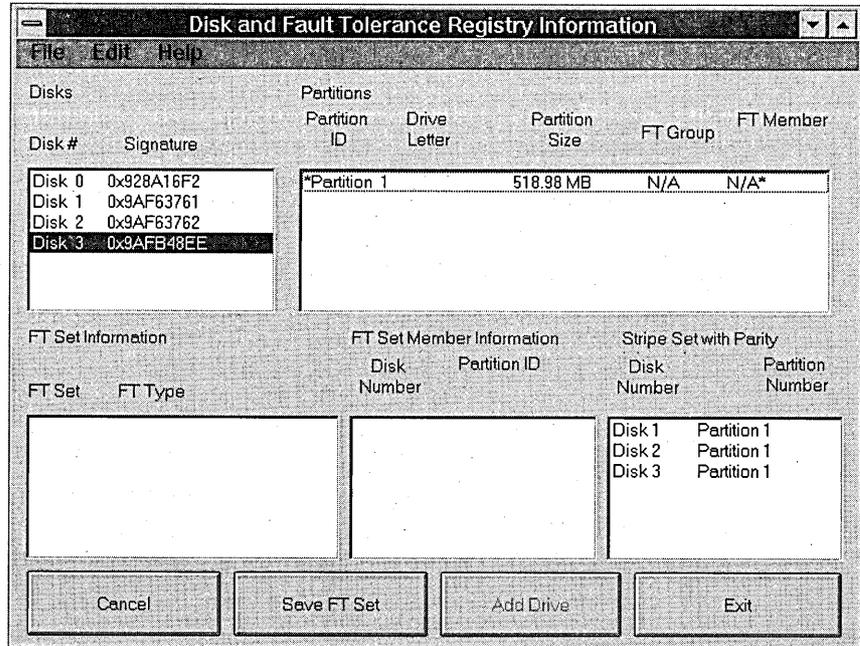 Disk and Fault Tolerance Registry Information
File Edit Help
Disks
Disk # Signature
Disk 0 0x928A16F2
Disk 1 0x9AF63761
Disk 2 0x9AF63762
Disk 3 0x9AFB48EE
Partitions
Partition ID Drive Letter Partition Size FT Group FT Member
*Partition 1 518.98 MB N/A N/A*
FT Set Information
FT Set FT Type
FT Set Member Information
Disk Number Partition ID
Stripe Set with Parity
Disk Number Partition Number
Disk 1 Partition 1
Disk 2 Partition 1
Disk 3 Partition 1
Cancel Save FT Set Add Drive Exit